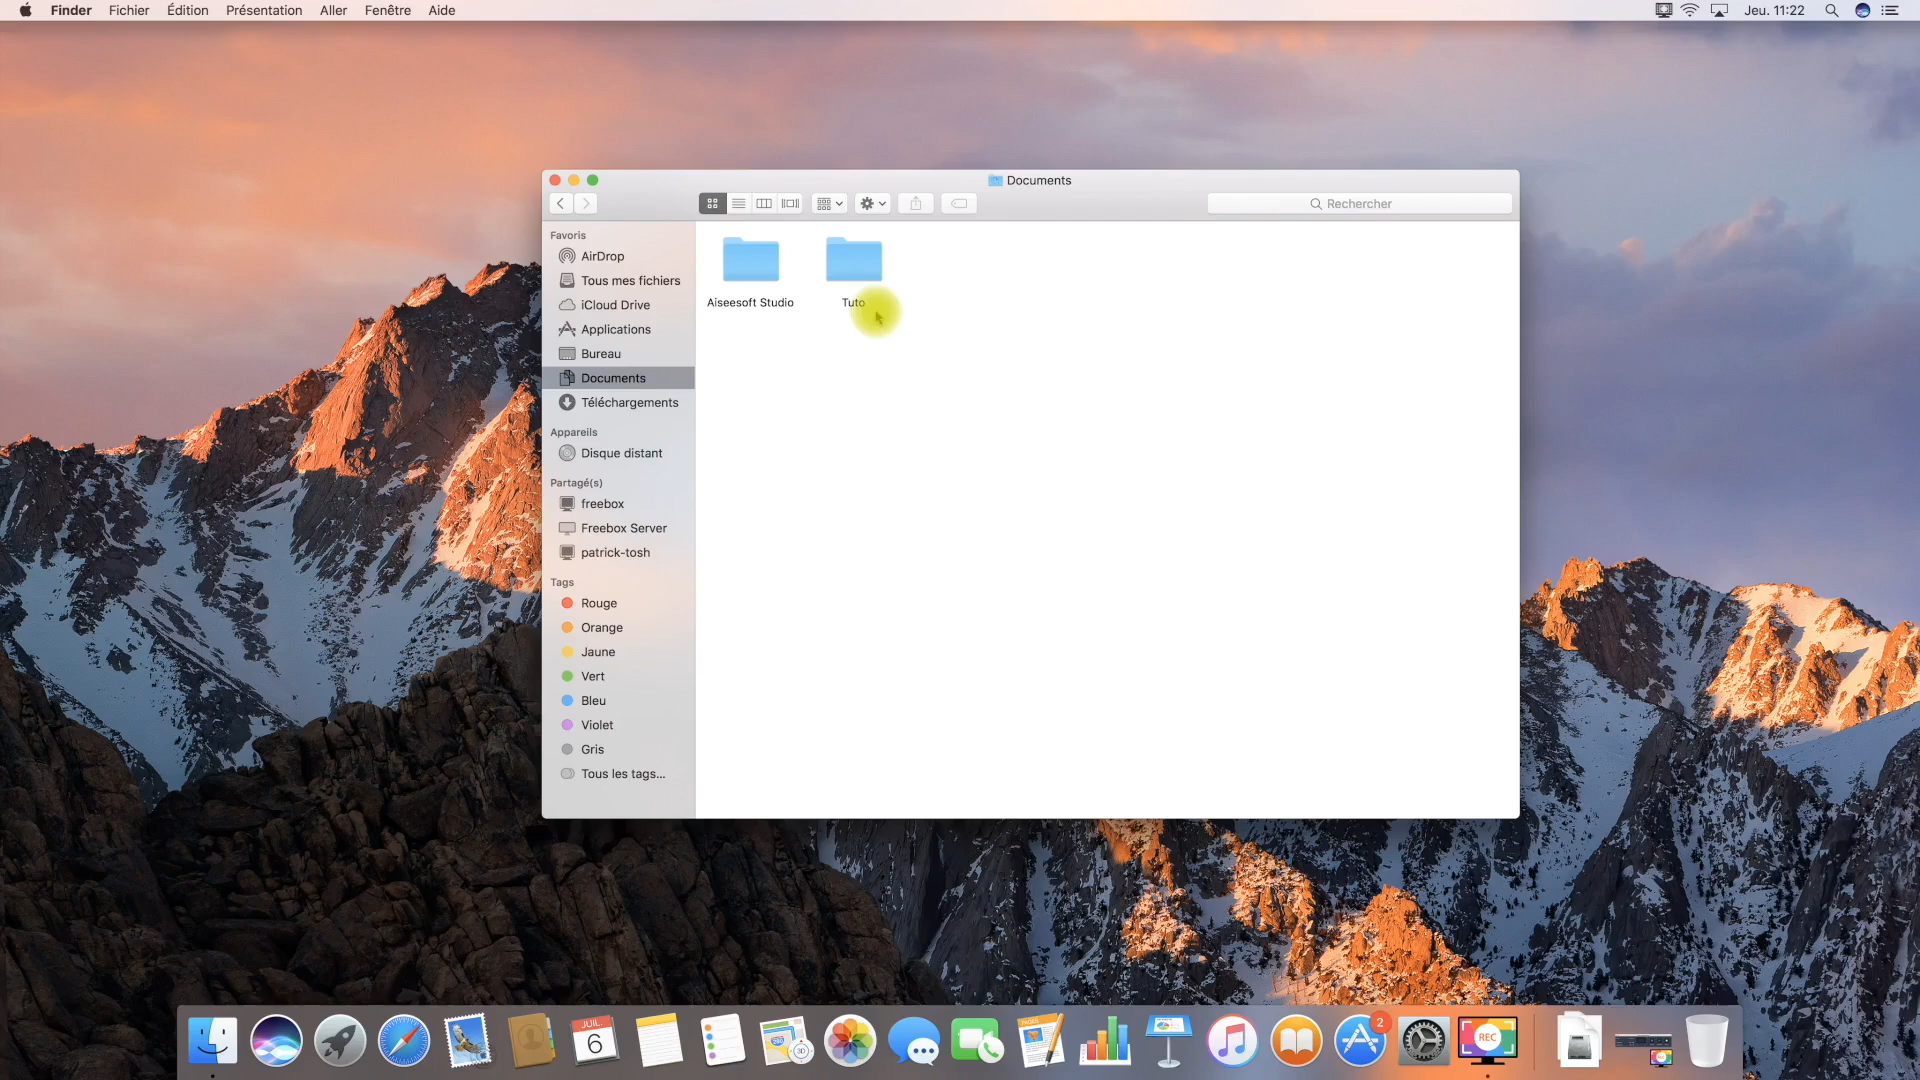 Finder Fichier Édition Présentation Aller Fenêtre Aide
Jeu. 11:22
Documents
Rechercher
Favoris
AirDrop
Tous mes fichiers
iCloud Drive
Applications
Bureau
Documents
Téléchargements
Appareils
Disque distant
Partagé(s)
freebox
Freebox Server
patrick-tosh
Tags
Rouge
Orange
Jaune
Vert
Bleu
Violet
Gris
Tous les tags...
Aiseesoft Studio
Tuto
JUIL.
6
3D
PAGES
2
REC